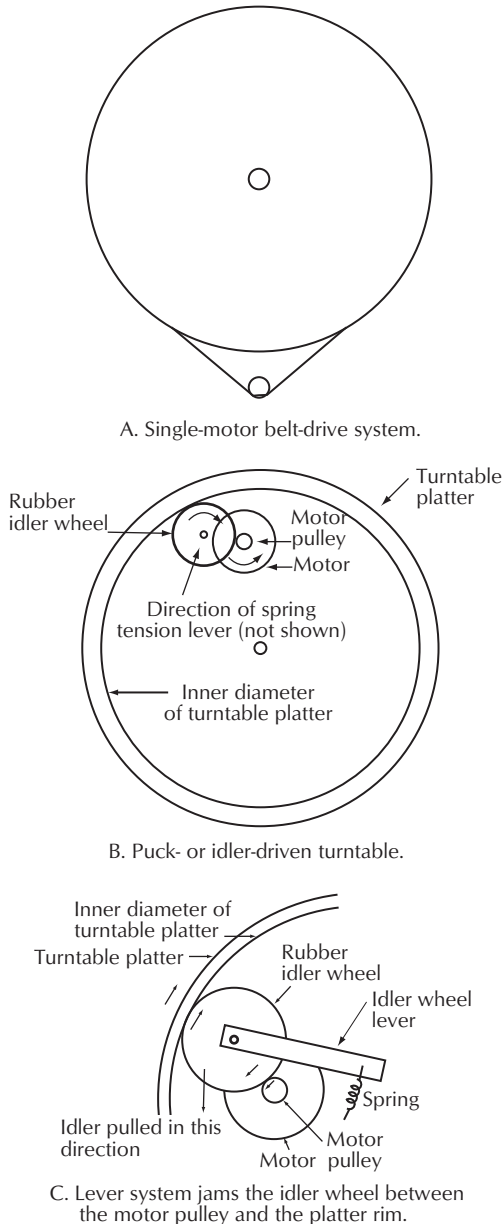 A. Single-motor belt-drive system.
Turntable
platter
Rubber
idler wheel
Motor
pulley
Motor
Direction of spring
tension lever (not shown)
Inner diameter
of turntable platter
B. Puck- or idler-driven turntable.
Inner diameter of
turntable platter
Turntable platter
Rubber
idler wheel
Idler wheel
lever
Spring
Idler pulled in this
direction
Motor
pulley
Motor
C. Lever system jams the idler wheel between
the motor pulley and the platter rim.